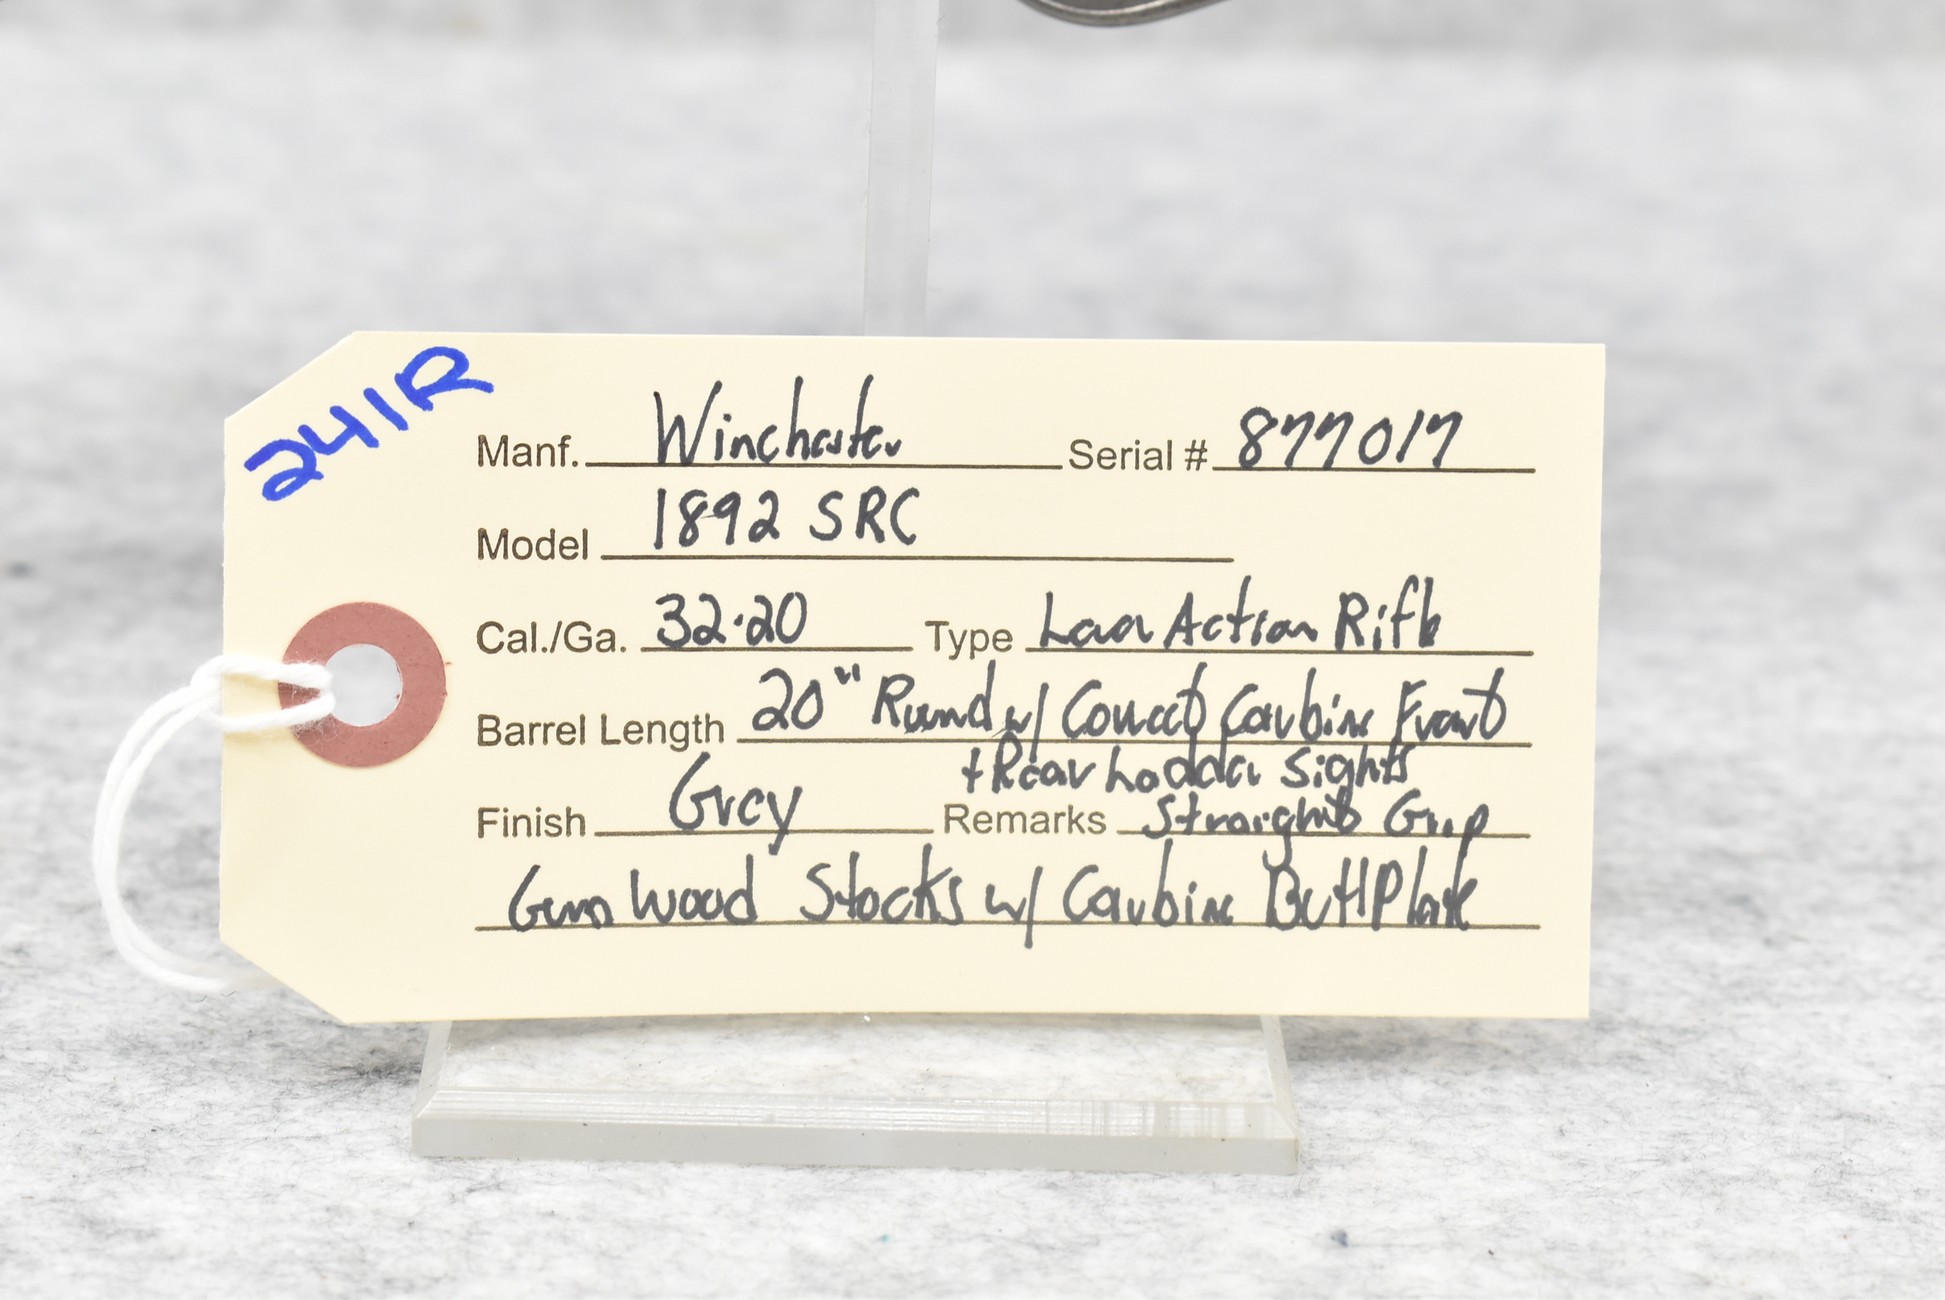 241R
Manf. Winchester Serial # 877017
Model 1892 SRC
Cal./Ga. 32-20 Type Lever Action Rifle
Barrel Length 20" Round w/ Correct Carbine Front
+ Rear Ladder Sights
Finish Grey Remarks Straight Grip
Gum Wood Stocks w/ Carbine Buttplate